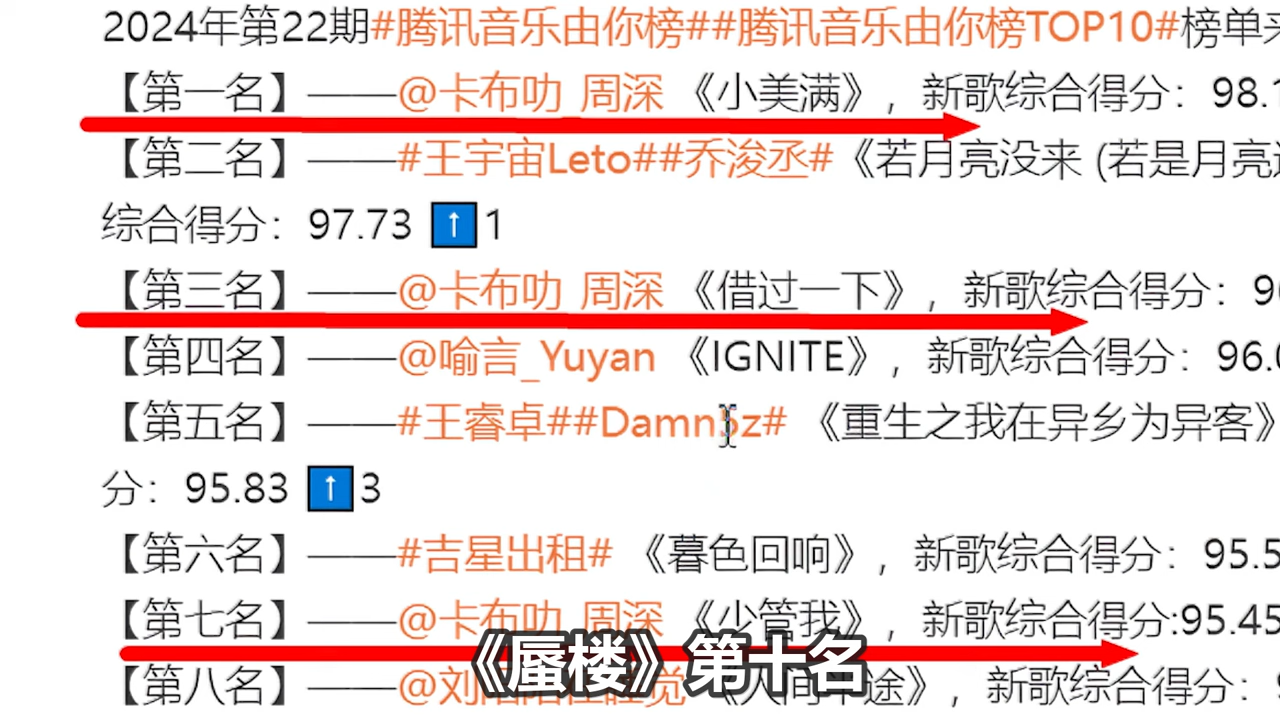 2024年第22期#腾讯音乐由你榜##腾讯音乐由你榜TOP10#榜单
【第一名】——@卡布叻_周深 《小美满》，新歌综合得分：98.1
【第二名】——#王宇宙Leto##乔浚丞#《若月亮没来 (若是月亮
综合得分：97.73 ↑1
【第三名】——@卡布叻_周深 《借过一下》，新歌综合得分：9
【第四名】——@喻言_Yuyan 《IGNITE》，新歌综合得分：96.0
【第五名】——#王睿卓##Damn5z# 《重生之我在异乡为异客》
分：95.83 ↑3
【第六名】——#吉星出租# 《暮色回响》，新歌综合得分：95.5
【第七名】——@卡布叻_周深 《少管我》，新歌综合得分:95.45
《蜃楼》第十名
【第八名】——@刘 《人间半途》，新歌综合得分：